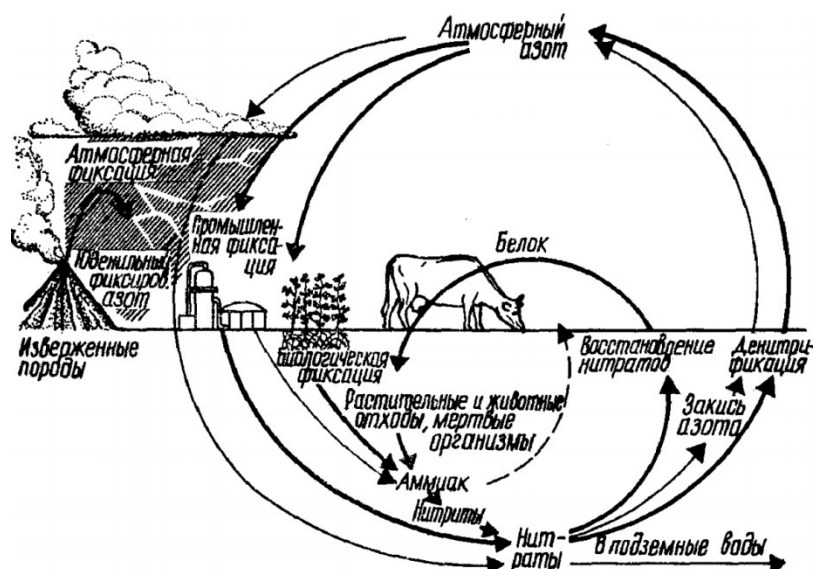 Атмосферный
азот
Атмосферная
фиксация
Промышлен-
ная фикса-
ция
Ювенильный
фиксиров.
азот
Белок
Изверженные
породы
Биологическая
фиксация
Восстановление
нитратов
Денитри-
фикация
Растительные и животные
отходы, мертвые
организмы
Закись
азота
Аммиак
Нитриты
Нит-
раты
В подземные воды